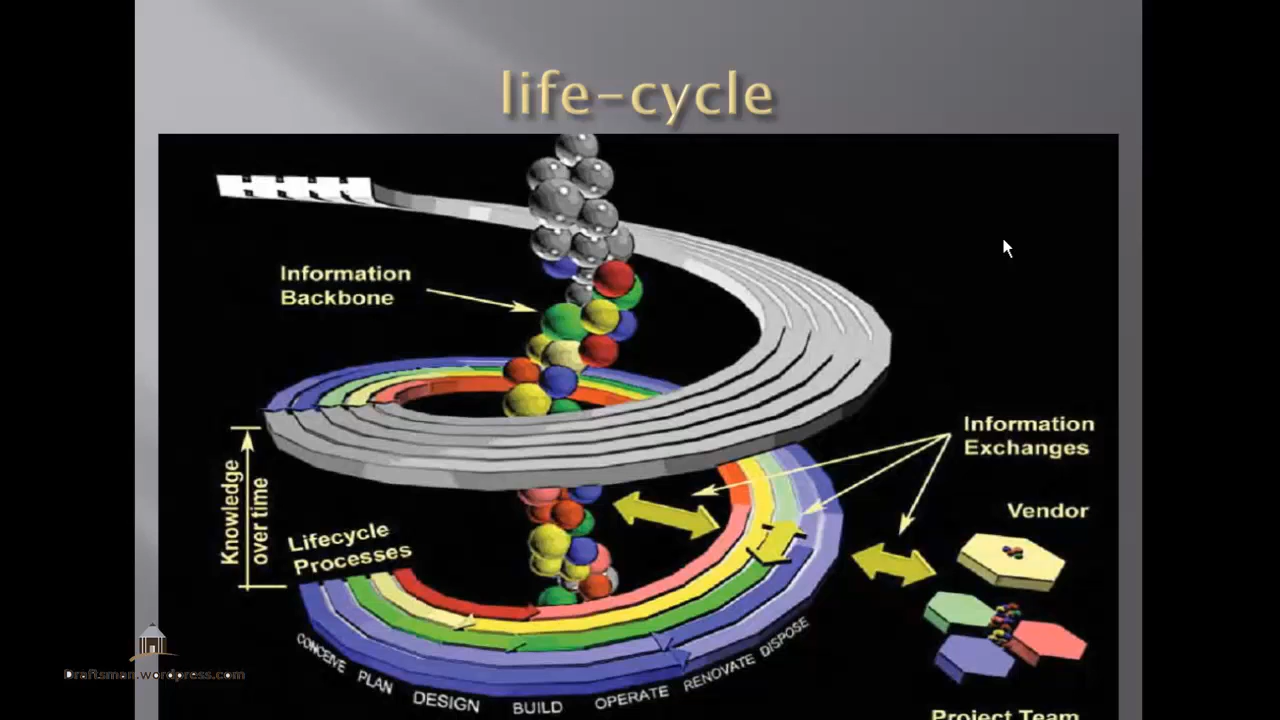 life-cycle
Information
Backbone
Information
Exchanges
Vendor
Knowledge
over time
Lifecycle
Processes
CONCEIVE PLAN DESIGN BUILD OPERATE RENOVATE DISPOSE
Draftsman.wordpress.com
Project Team